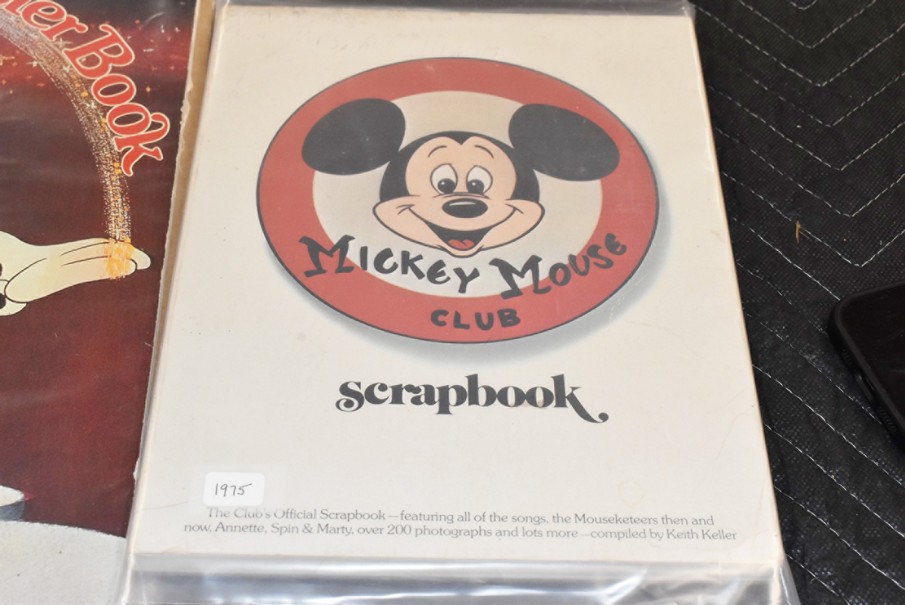 Book
MICKEY MOUSE
CLUB
scrapbook.
1975
The Club's Official Scrapbook — featuring all of the songs, the Mouseketeers then and
now, Annette, Spin & Marty, over 200 photographs and lots more — compiled by Keith Keller